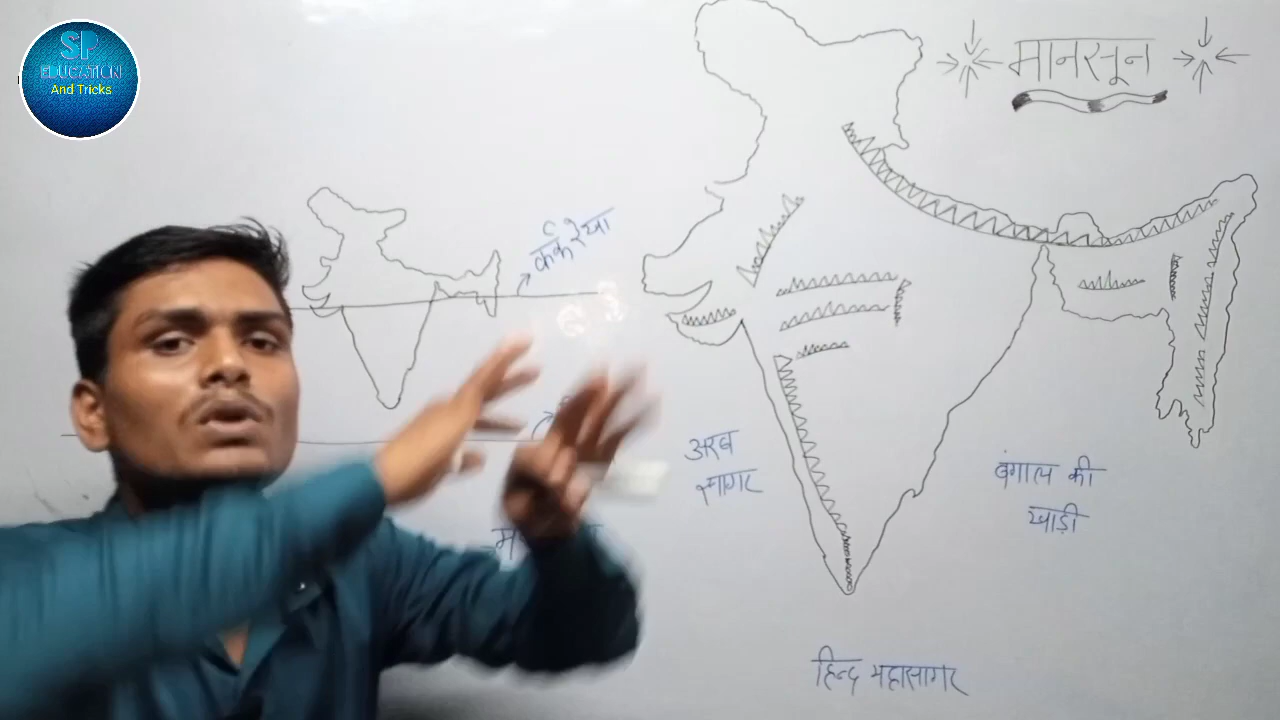 SP
EDUCATION
And Tricks
मानसून
कर्क रेखा
अरब
सागर
बंगाल की
खाड़ी
हिन्द महासागर